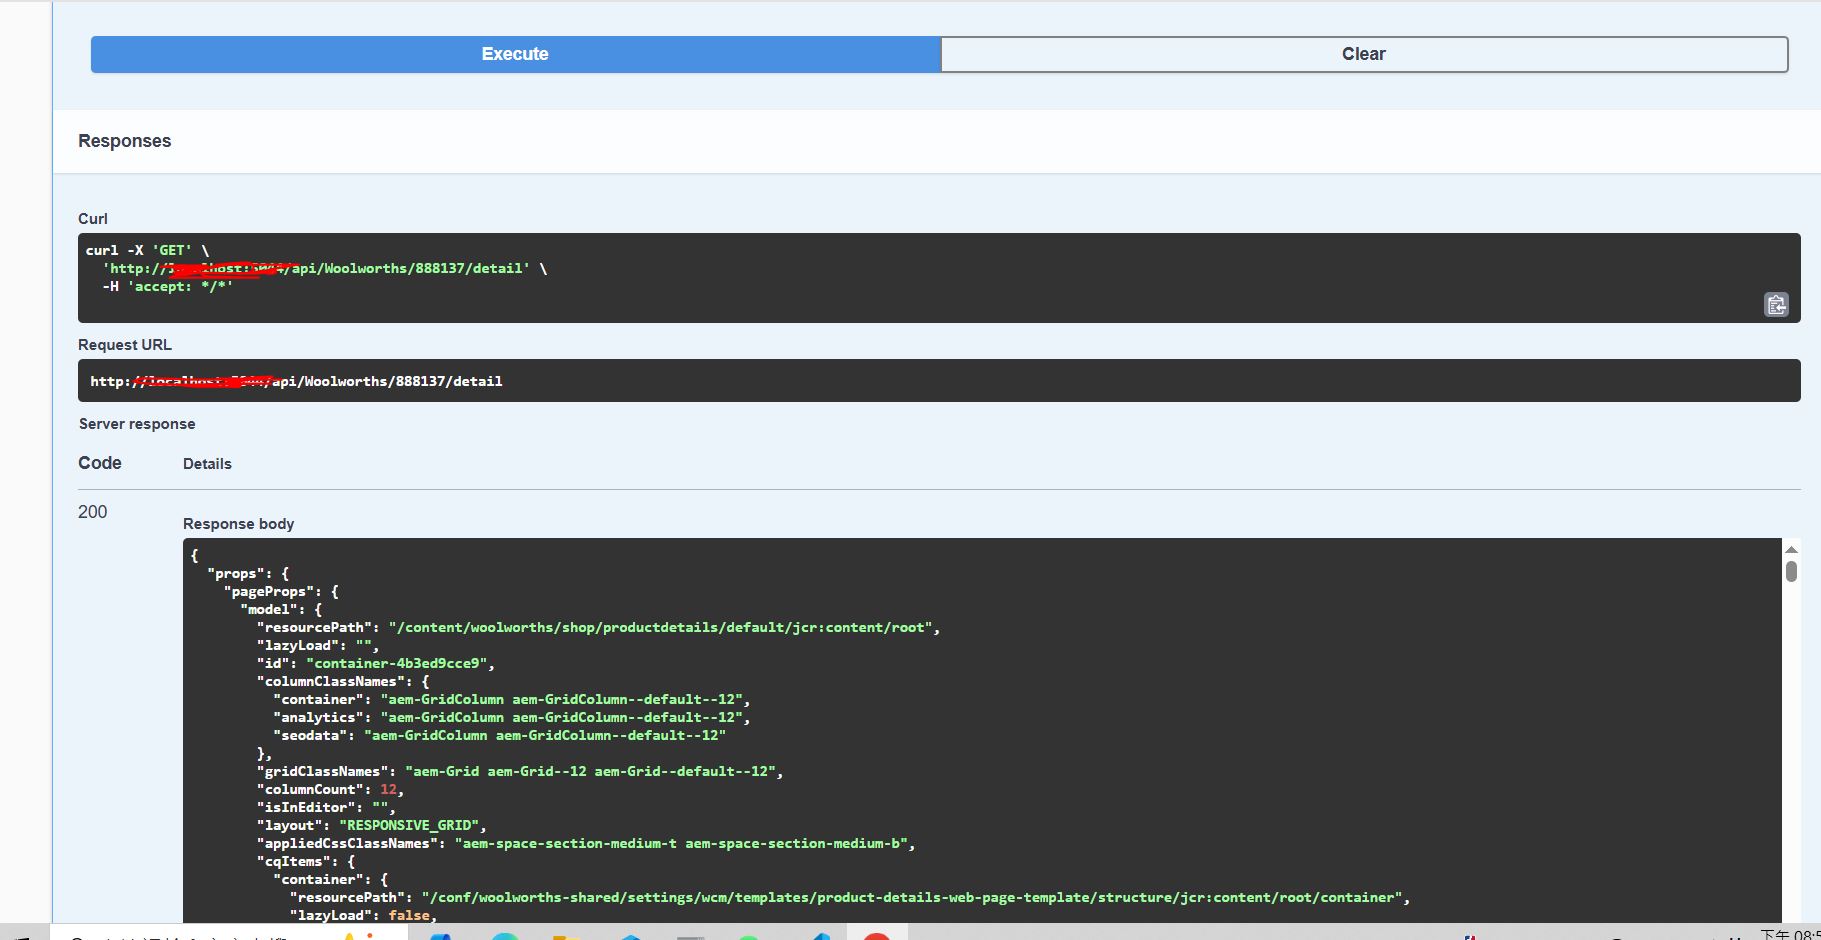 Execute
Clear
Responses
Curl
curl -X 'GET' \
'http://localhost:5044/api/Woolworths/888137/detail' \
-H 'accept: */*'
Request URL
http://localhost:5044/api/Woolworths/888137/detail
Server response
Code Details
200
Response body
{
"props": {
"pageProps": {
"model": {
"resourcePath": "/content/woolworths/shop/productdetails/default/jcr:content/root",
"lazyLoad": "",
"id": "container-4b3ed9cce9",
"columnClassNames": {
"container": "aem-GridColumn aem-GridColumn--default--12",
"analytics": "aem-GridColumn aem-GridColumn--default--12",
"seodata": "aem-GridColumn aem-GridColumn--default--12"
},
"gridClassNames": "aem-Grid aem-Grid--12 aem-Grid--default--12",
"columnCount": 12,
"isInEditor": "",
"layout": "RESPONSIVE_GRID",
"appliedCssClassNames": "aem-space-section-medium-t aem-space-section-medium-b",
"cqItems": {
"container": {
"resourcePath": "/conf/woolworths-shared/settings/wcm/templates/product-details-web-page-template/structure/jcr:content/root/container",
"lazyLoad": false,
下午 08:5